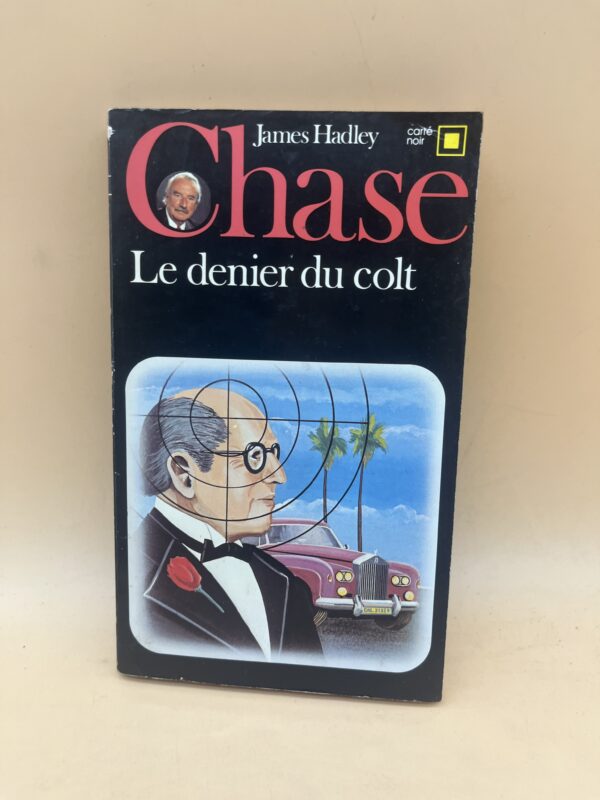 James Hadley
Chase
carré
noir
Le denier du colt